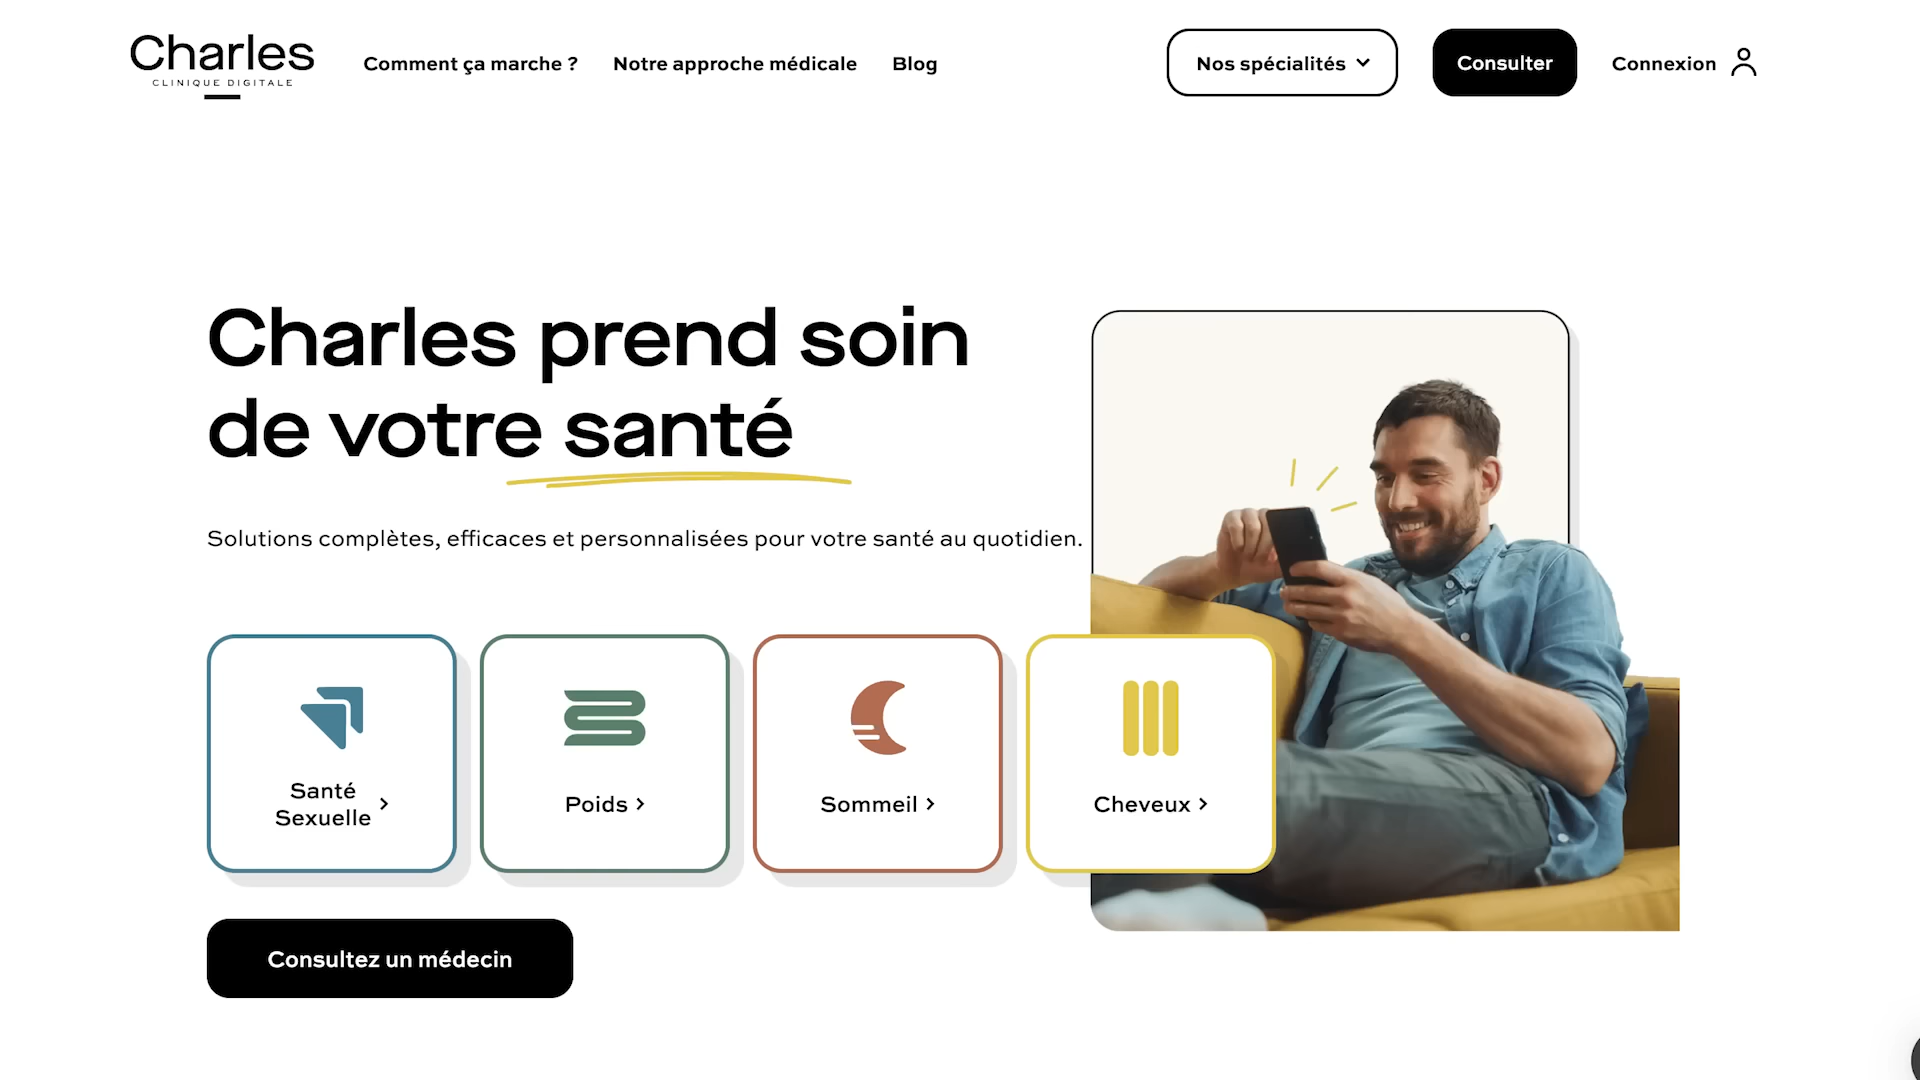 Charles
CLINIQUE DIGITALE
Comment ça marche ?
Notre approche médicale
Blog
Nos spécialités
Consulter
Connexion
Charles prend soin
de votre santé
Solutions complètes, efficaces et personnalisées pour votre santé au quotidien.
Santé
Sexuelle
Poids
Sommeil
Cheveux
Consultez un médecin